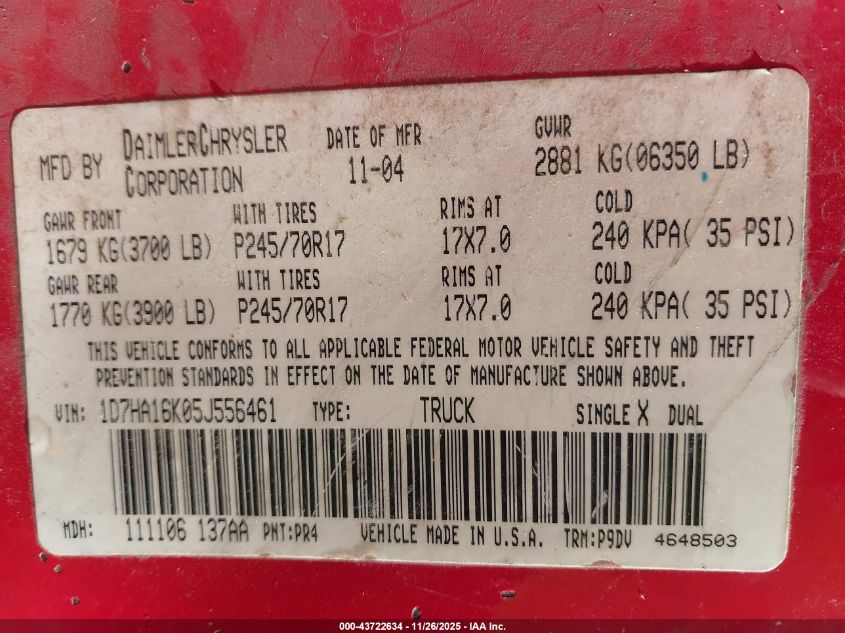 MFD BY DAIMLERCHRYSLER CORPORATION DATE OF MFR 11-04 GVWR 2881 KG(06350 LB)
GAWR FRONT WITH TIRES RIMS AT COLD
1679 KG(3700 LB) P245/70R17 17X7.0 240 KPA( 35 PSI)
GAWR REAR WITH TIRES RIMS AT COLD
1770 KG(3900 LB) P245/70R17 17X7.0 240 KPA( 35 PSI)
THIS VEHICLE CONFORMS TO ALL APPLICABLE FEDERAL MOTOR VEHICLE SAFETY AND THEFT
PREVENTION STANDARDS IN EFFECT ON THE DATE OF MANUFACTURE SHOWN ABOVE.
VIN: 1D7HA16K05J556461 TYPE: TRUCK SINGLE X DUAL
MDH: 111106 137AA PNT:PR4 VEHICLE MADE IN U.S.A. TRM:P9DV 4648503
000-43722634 - 11/26/2025 - IAA Inc.